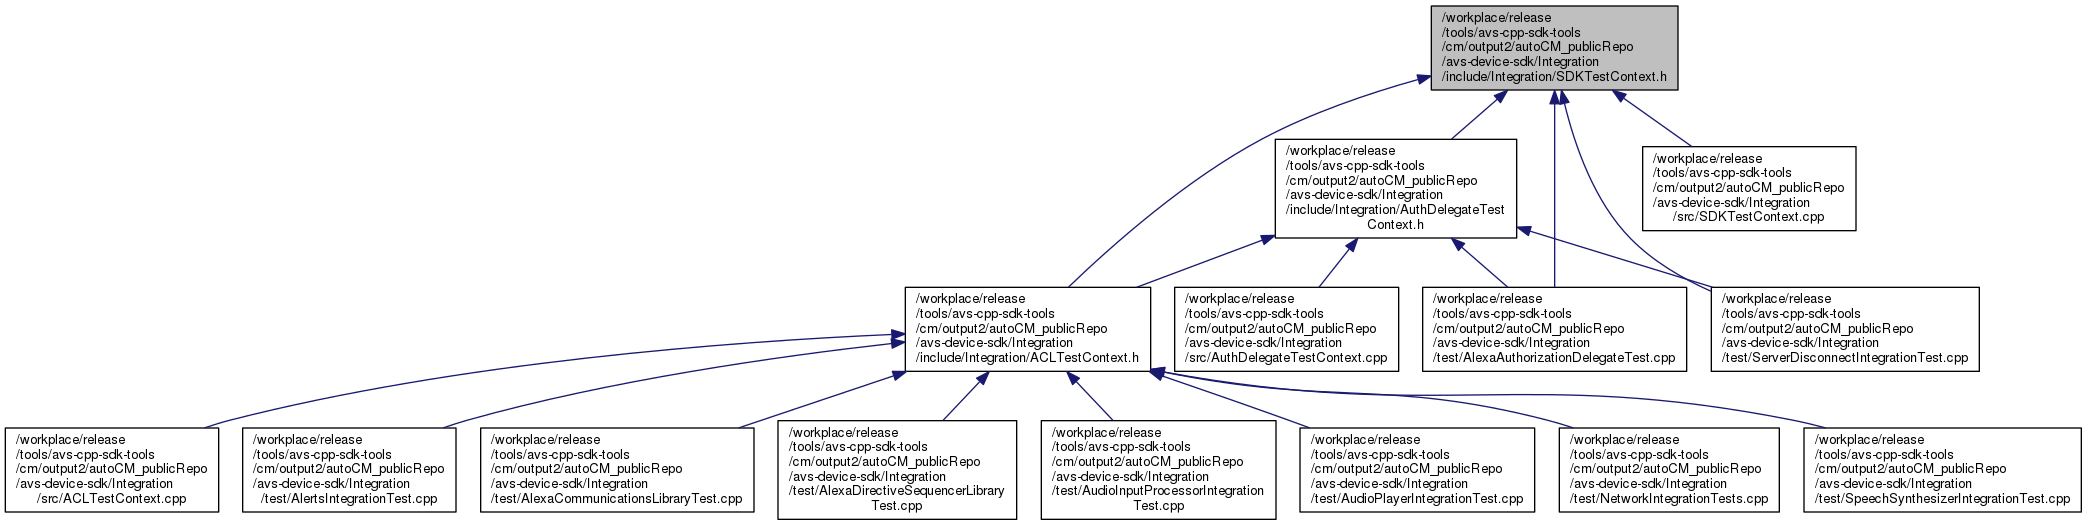 /workplace/release
/tools/avs-cpp-sdk-tools
/cm/output2/autoCM_publicRepo
/avs-device-sdk/Integration
/include/Integration/SDKTestContext.h
/workplace/release
/tools/avs-cpp-sdk-tools
/cm/output2/autoCM_publicRepo
/avs-device-sdk/Integration
/include/Integration/AuthDelegateTest
Context.h
/workplace/release
/tools/avs-cpp-sdk-tools
/cm/output2/autoCM_publicRepo
/avs-device-sdk/Integration
/src/SDKTestContext.cpp
/workplace/release
/tools/avs-cpp-sdk-tools
/cm/output2/autoCM_publicRepo
/avs-device-sdk/Integration
/include/Integration/ACLTestContext.h
/workplace/release
/tools/avs-cpp-sdk-tools
/cm/output2/autoCM_publicRepo
/avs-device-sdk/Integration
/src/AuthDelegateTestContext.cpp
/workplace/release
/tools/avs-cpp-sdk-tools
/cm/output2/autoCM_publicRepo
/avs-device-sdk/Integration
/test/AlexaAuthorizationDelegateTest.cpp
/workplace/release
/tools/avs-cpp-sdk-tools
/cm/output2/autoCM_publicRepo
/avs-device-sdk/Integration
/test/ServerDisconnectIntegrationTest.cpp
/workplace/release
/tools/avs-cpp-sdk-tools
/cm/output2/autoCM_publicRepo
/avs-device-sdk/Integration
/src/ACLTestContext.cpp
/workplace/release
/tools/avs-cpp-sdk-tools
/cm/output2/autoCM_publicRepo
/avs-device-sdk/Integration
/test/AlertsIntegrationTest.cpp
/workplace/release
/tools/avs-cpp-sdk-tools
/cm/output2/autoCM_publicRepo
/avs-device-sdk/Integration
/test/AlexaCommunicationsLibraryTest.cpp
/workplace/release
/tools/avs-cpp-sdk-tools
/cm/output2/autoCM_publicRepo
/avs-device-sdk/Integration
/test/AlexaDirectiveSequencerLibrary
Test.cpp
/workplace/release
/tools/avs-cpp-sdk-tools
/cm/output2/autoCM_publicRepo
/avs-device-sdk/Integration
/test/AudioInputProcessorIntegration
Test.cpp
/workplace/release
/tools/avs-cpp-sdk-tools
/cm/output2/autoCM_publicRepo
/avs-device-sdk/Integration
/test/AudioPlayerIntegrationTest.cpp
/workplace/release
/tools/avs-cpp-sdk-tools
/cm/output2/autoCM_publicRepo
/avs-device-sdk/Integration
/test/NetworkIntegrationTests.cpp
/workplace/release
/tools/avs-cpp-sdk-tools
/cm/output2/autoCM_publicRepo
/avs-device-sdk/Integration
/test/SpeechSynthesizerIntegrationTest.cpp